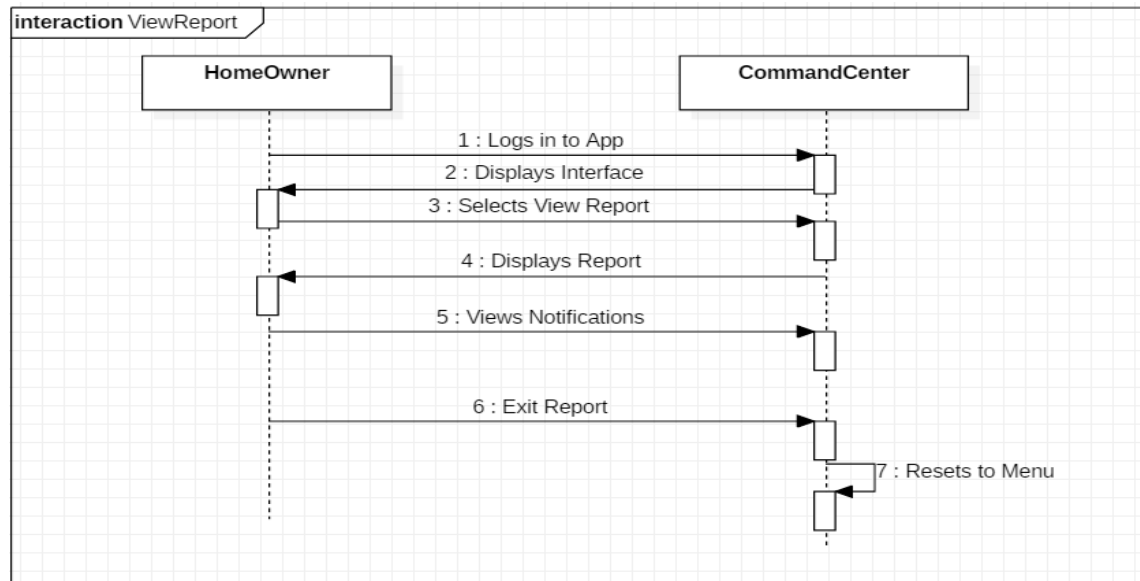 interaction ViewReport
HomeOwner
CommandCenter
1 : Logs in to App
2 : Displays Interface
3 : Selects View Report
4 : Displays Report
5 : Views Notifications
6 : Exit Report
7 : Resets to Menu